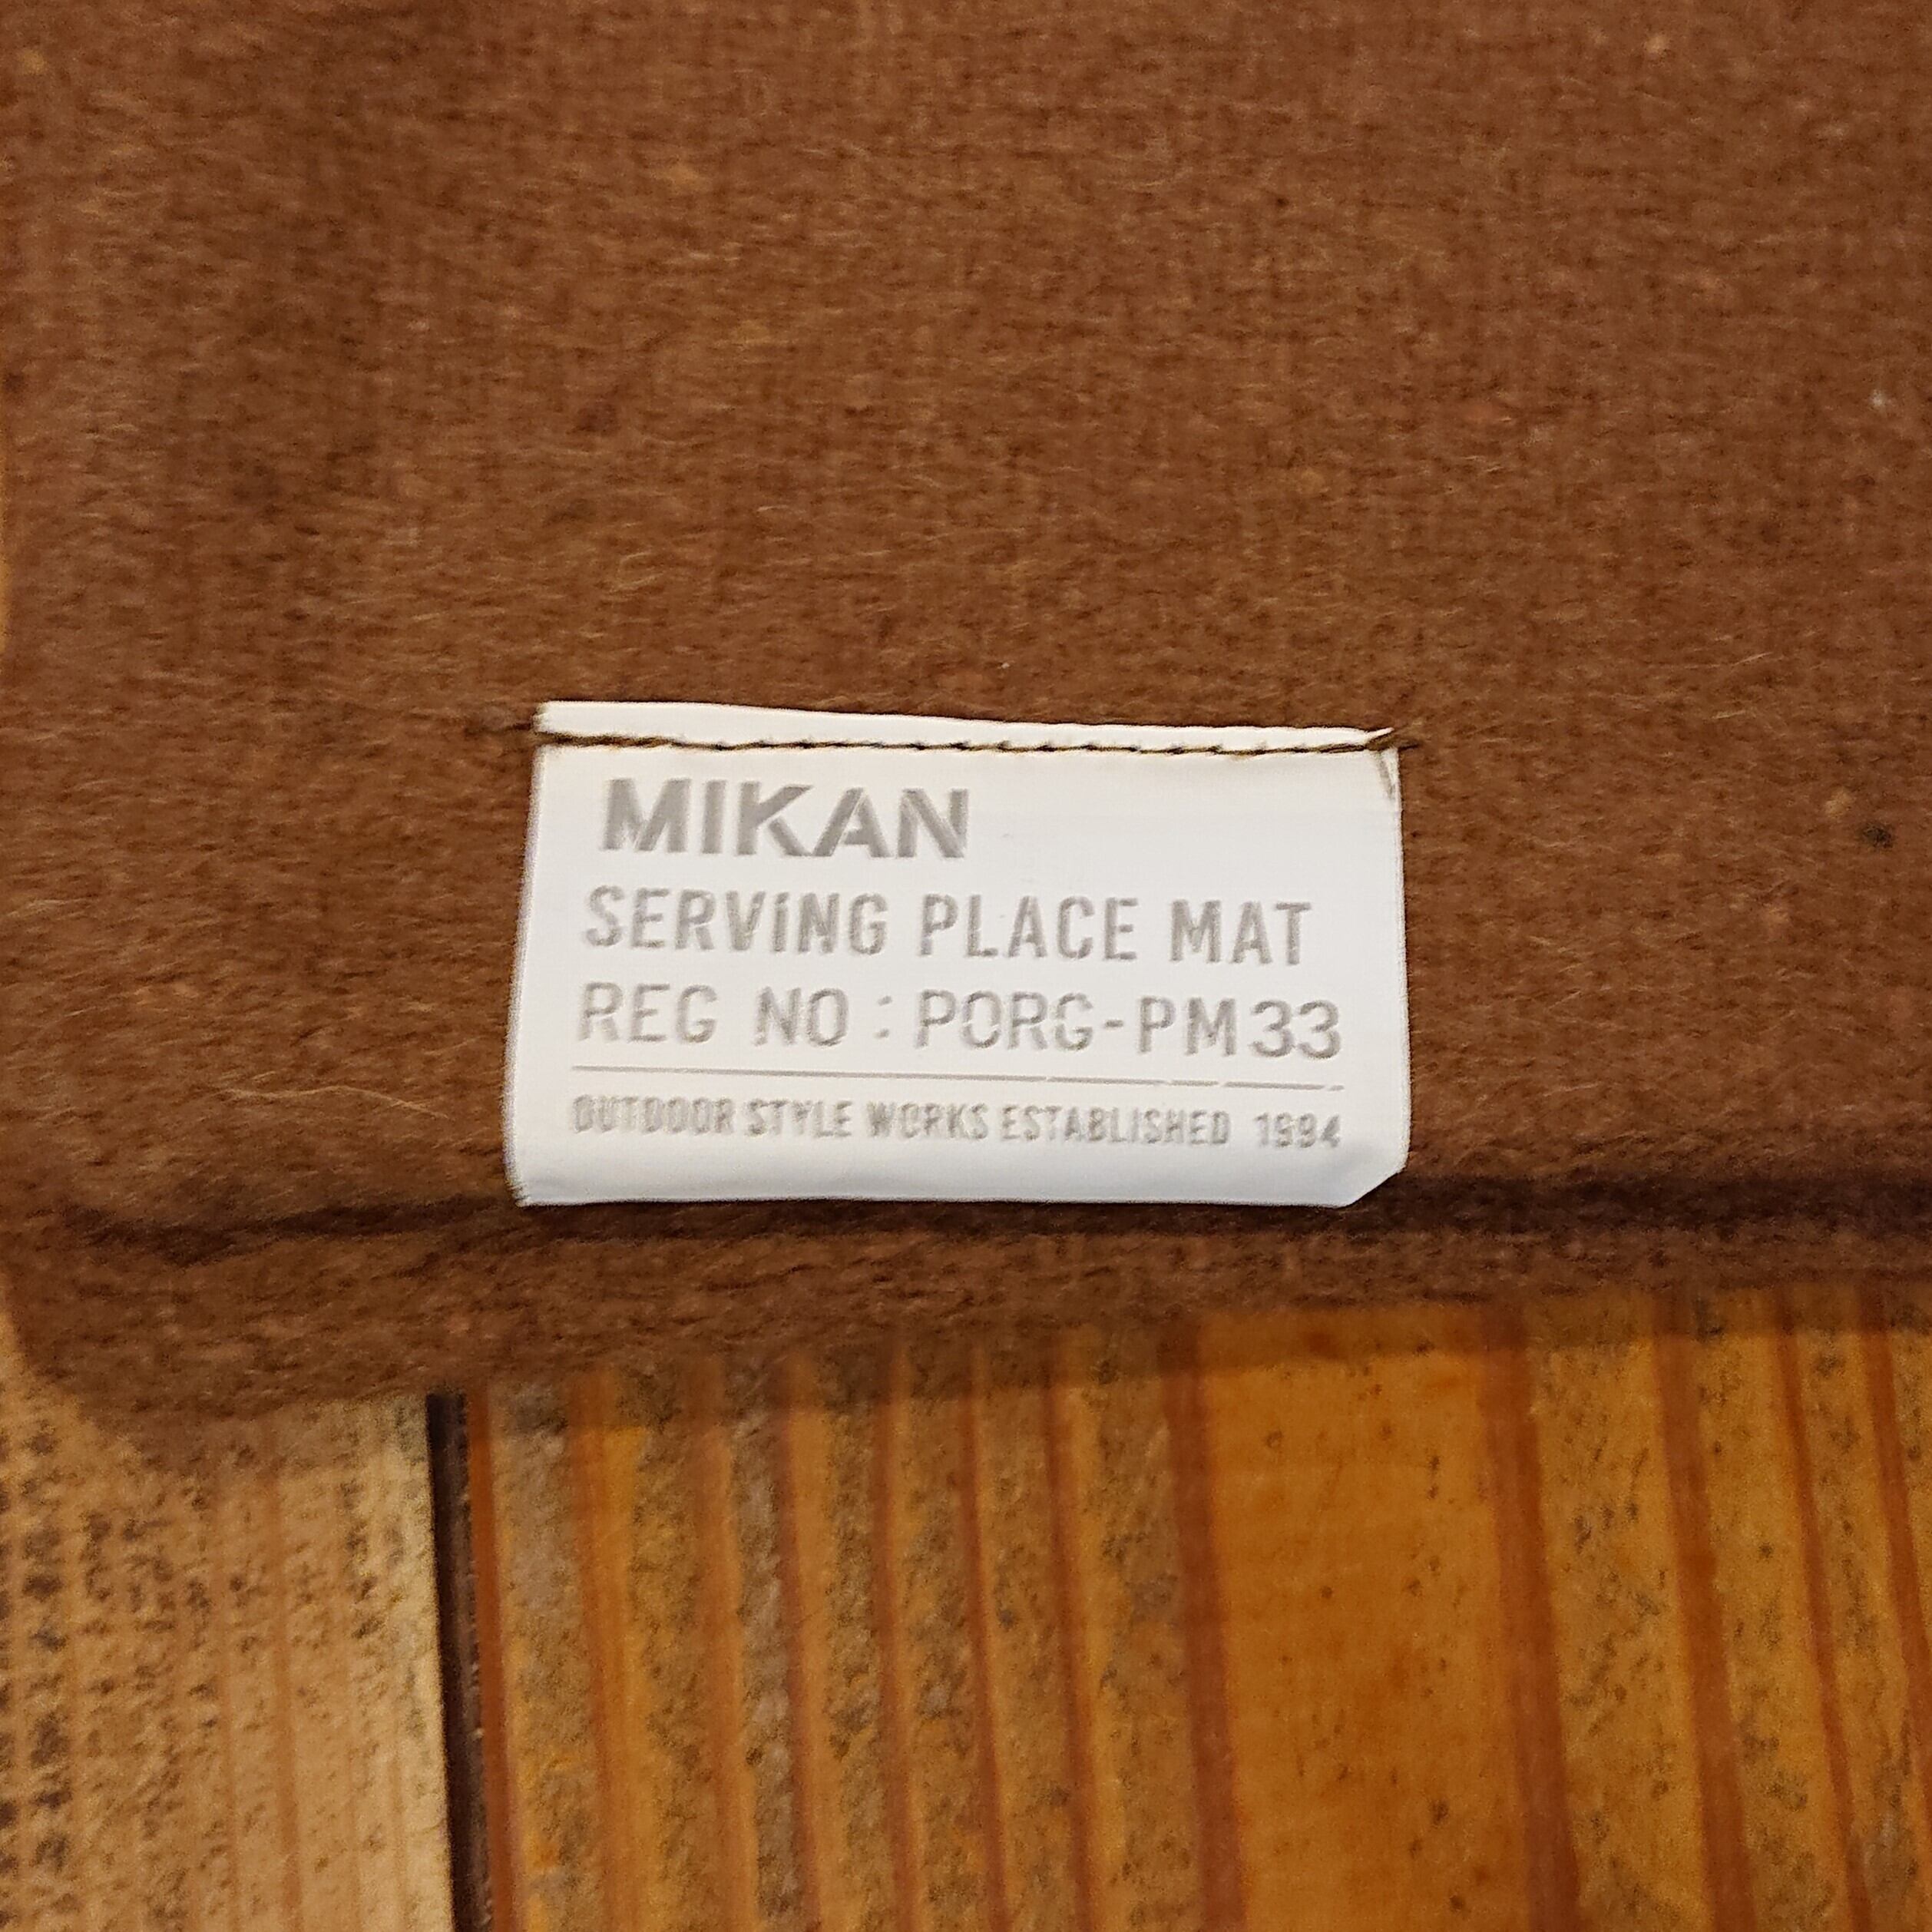 MIKAN
SERVING PLACE MAT
REG NO : PORG-PM33
OUTDOOR STYLE WORKS ESTABLISHED 1994